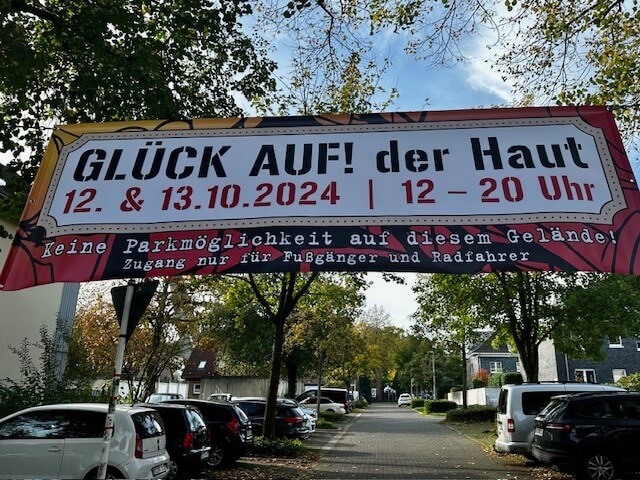 GLÜCK AUF! der Haut
12. & 13.10.2024 | 12 – 20 Uhr
Keine Parkmöglichkeit auf diesem Gelände!
Zugang nur für Fußgänger und Radfahrer